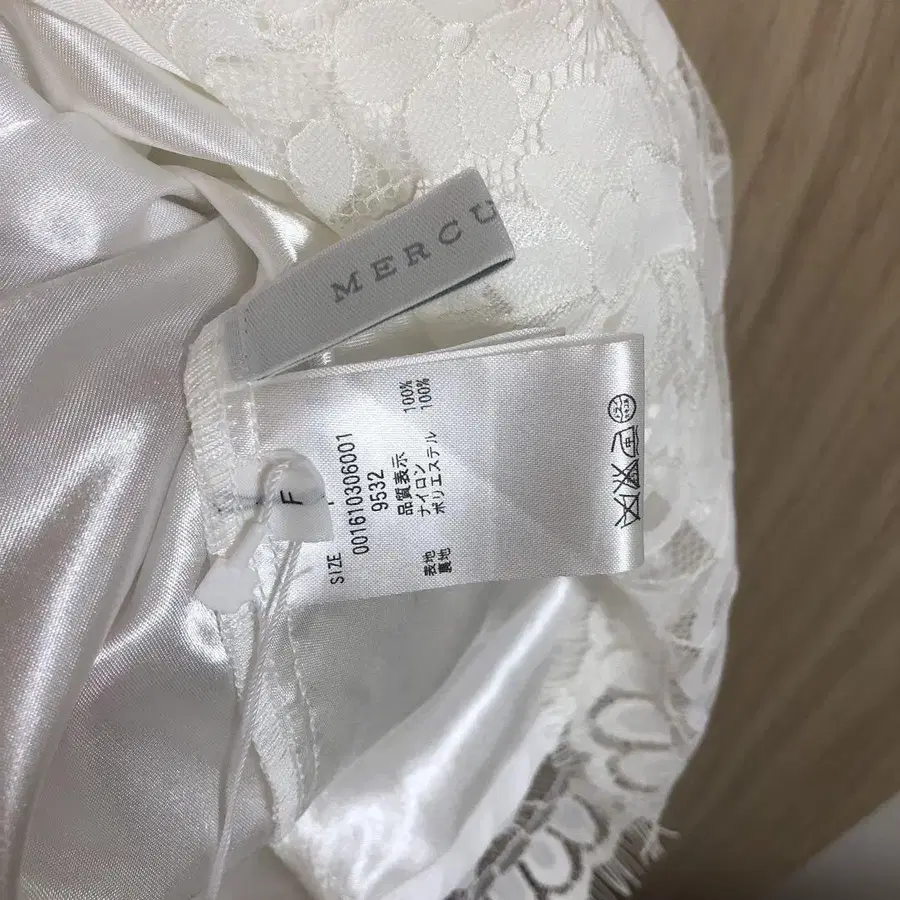 MERCU
F
SIZE
001610306001
9532
品質表示
表地 ナイロン 100%
裏地 ポリエステル 100%
中